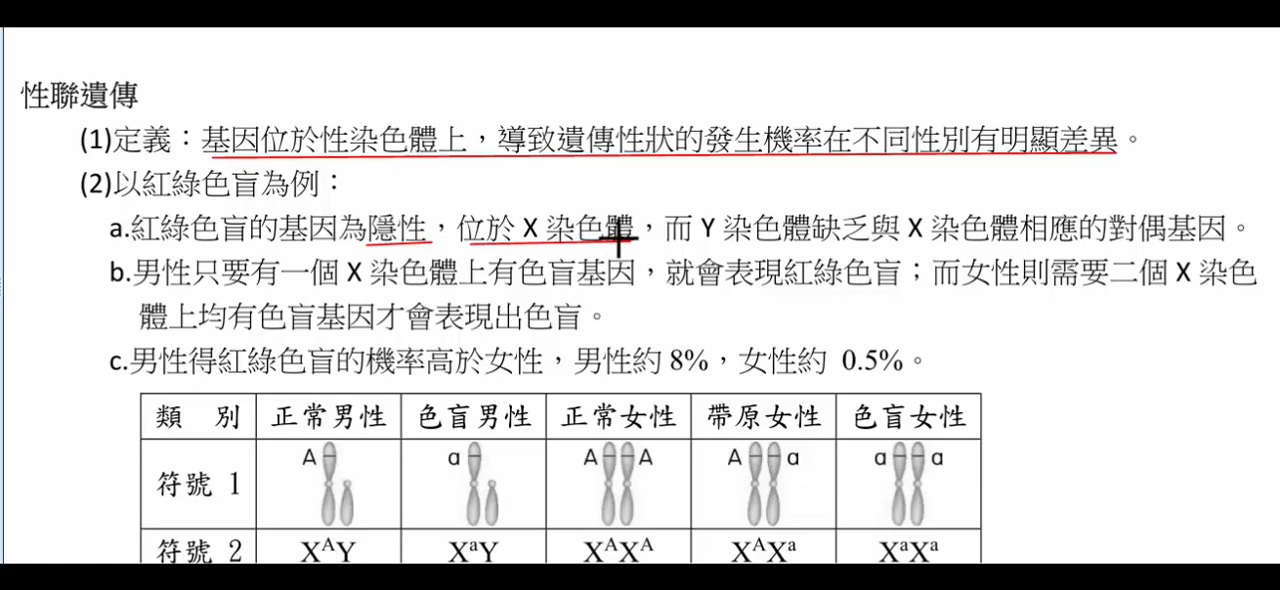 性聯遺傳
(1)定義：基因位於性染色體上，導致遺傳性狀的發生機率在不同性別有明顯差異。
(2)以紅綠色盲為例：
a.紅綠色盲的基因為隱性，位於 X 染色體，而 Y 染色體缺乏與 X 染色體相應的對偶基因。
b.男性只要有一個 X 染色體上有色盲基因，就會表現紅綠色盲；而女性則需要二個 X 染色
體上均有色盲基因才會表現出色盲。
c.男性得紅綠色盲的機率高於女性，男性約 8%，女性約 0.5%。
類 別 正常男性 色盲男性 正常女性 帶原女性 色盲女性
符號 1 A a A A A a a a
符號 2 XᴬY XᵃY XᴬXᴬ XᴬXᵃ XᵃXᵃ